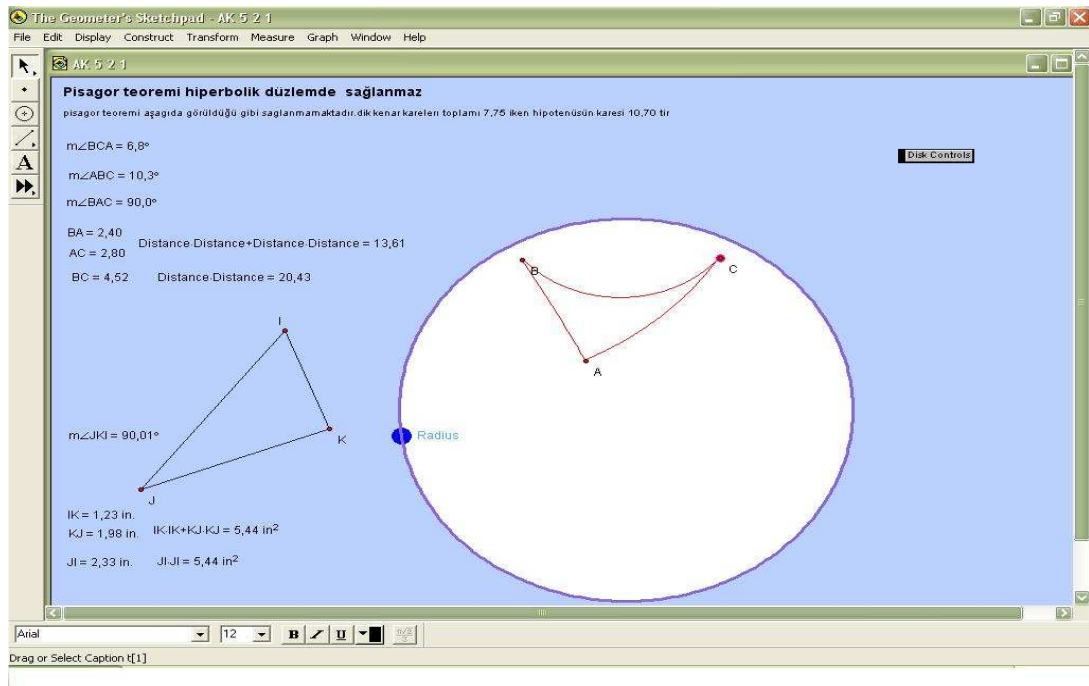 The Geometer's Sketchpad - AK 5 2 1
File Edit Display Construct Transform Measure Graph Window Help
AK 5 2 1
Pisagor teoremi hiperbolik düzlemde sağlanmaz
pisagor teoremi aşagıda görüldüğü gibi saglanmamaktadır.dik kenar kareleri toplamı 7,75 iken hipotenüsün karesi 10,70 tir
Disk Controls
m∠BCA = 6,8°
m∠ABC = 10,3°
m∠BAC = 90,0°
BA = 2,40
AC = 2,80
Distance·Distance+Distance·Distance = 13,61
BC = 4,52
Distance·Distance = 20,43
B
C
A
I
K
J
Radius
m∠JKI = 90,01°
IK = 1,23 in.
KJ = 1,98 in.
IK·IK+KJ·KJ = 5,44 in²
JI = 2,33 in.
JI·JI = 5,44 in²
A
Arial
12
B I U
Drag or Select Caption t[1]